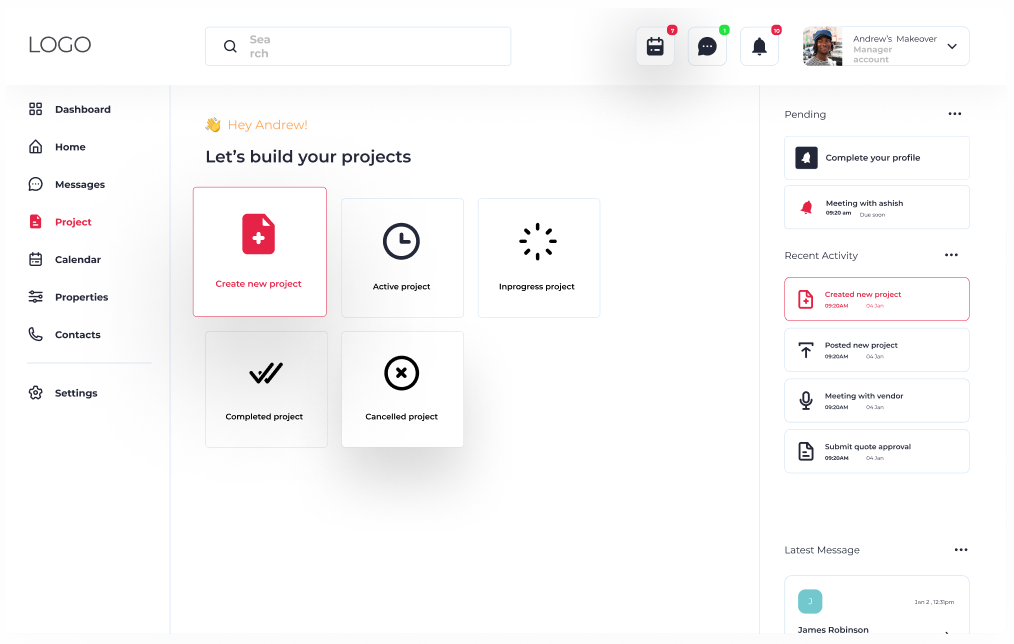 LOGO
Sea
rch
7
1
10
Andrew's Makeover
Manager
account
Dashboard
Home
Messages
Project
Calendar
Properties
Contacts
Settings
👋 Hey Andrew!
Let's build your projects
Create new project
Active project
Inprogress project
Completed project
Cancelled project
Pending
Complete your profile
Meeting with ashish
09:20 am Due soon
Recent Activity
Created new project
09:20AM 04 Jan
Posted new project
09:20AM 04 Jan
Meeting with vendor
09:20AM 04 Jan
Submit quote approval
09:20AM 04 Jan
Latest Message
J
Jan 2 , 12:31pm
James Robinson